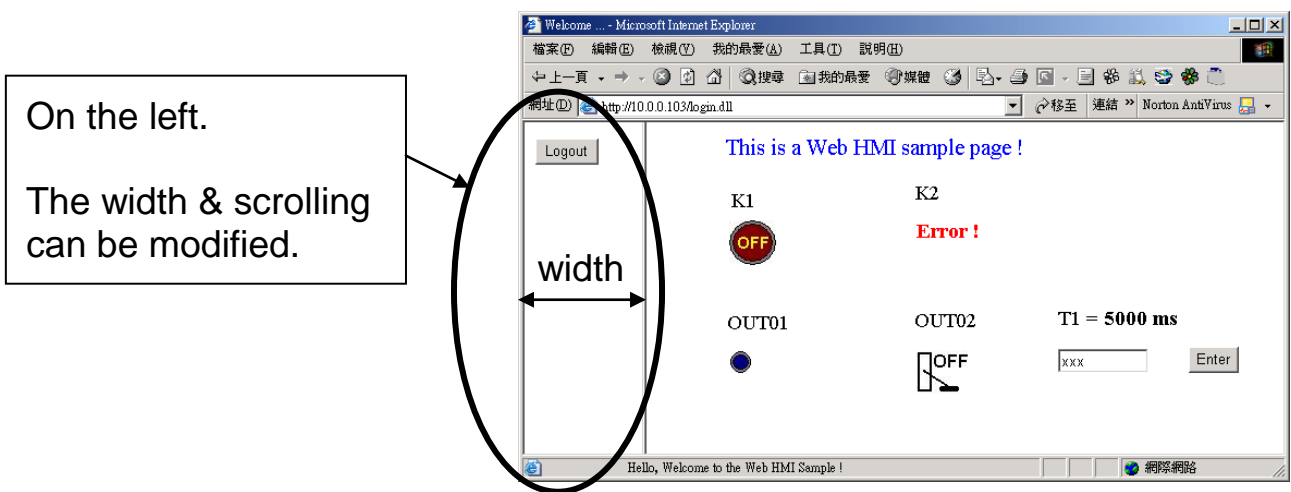 On the left.
The width & scrolling
can be modified.
width
Welcome ... - Microsoft Internet Explorer
檔案(F) 編輯(E) 檢視(V) 我的最愛(A) 工具(T) 說明(H)
上一頁 搜尋 我的最愛 媒體
網址(D) http://10.0.0.103/login.dll 移至 連結 » Norton AntiVirus
Logout
This is a Web HMI sample page !
K1 K2
OFF Error !
OUT01 OUT02 T1 = 5000 ms
OFF xxx Enter
Hello, Welcome to the Web HMI Sample ! 網際網路